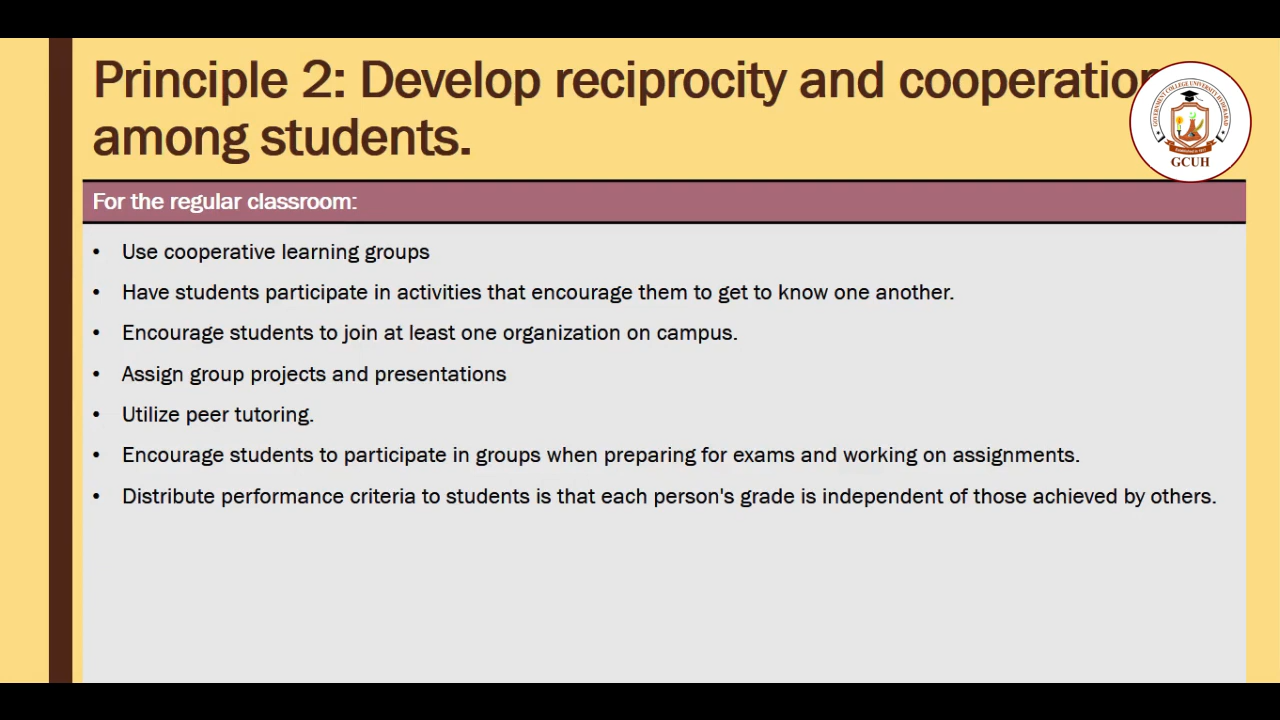 Principle 2: Develop reciprocity and cooperation
among students.
GOVERNMENT COLLEGE UNIVERSITY, HYDERABAD
GCUH
For the regular classroom:
• Use cooperative learning groups
• Have students participate in activities that encourage them to get to know one another.
• Encourage students to join at least one organization on campus.
• Assign group projects and presentations
• Utilize peer tutoring.
• Encourage students to participate in groups when preparing for exams and working on assignments.
• Distribute performance criteria to students is that each person's grade is independent of those achieved by others.